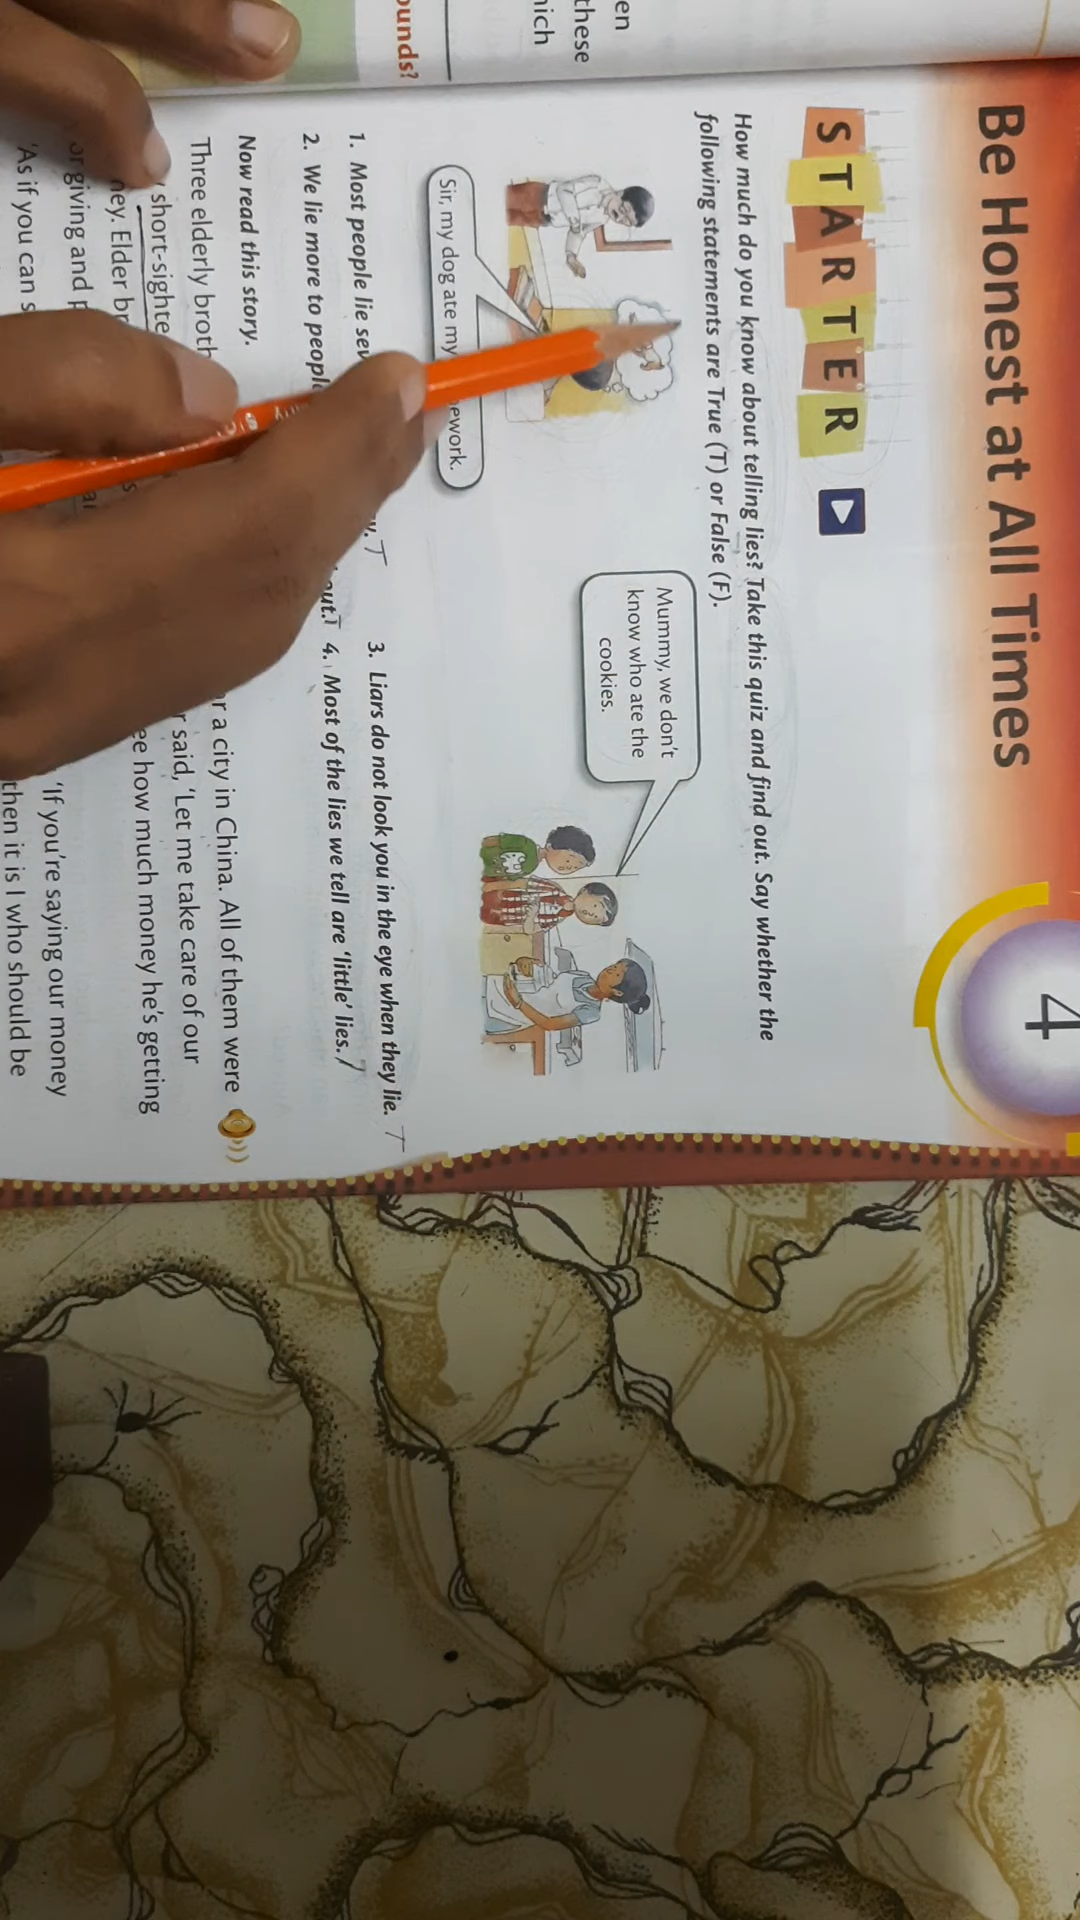 en
these
hich
ounds?
4
Be Honest at All Times
STARTER
How much do you know about telling lies? Take this quiz and find out. Say whether the
following statements are True (T) or False (F).
Mummy, we don't
know who ate the
cookies.
Sir, my dog ate my ework.
1. Most people lie sev y. T
2. We lie more to people out. T
3. Liars do not look you in the eye when they lie. T
4. Most of the lies we tell are 'little' lies. T
Now read this story.
Three elderly broth r a city in China. All of them were
short-sighte r said, 'Let me take care of our
ney. Elder br ee how much money he's getting
giving and
'If you're saying our money
'As if you can s then it is I who should be